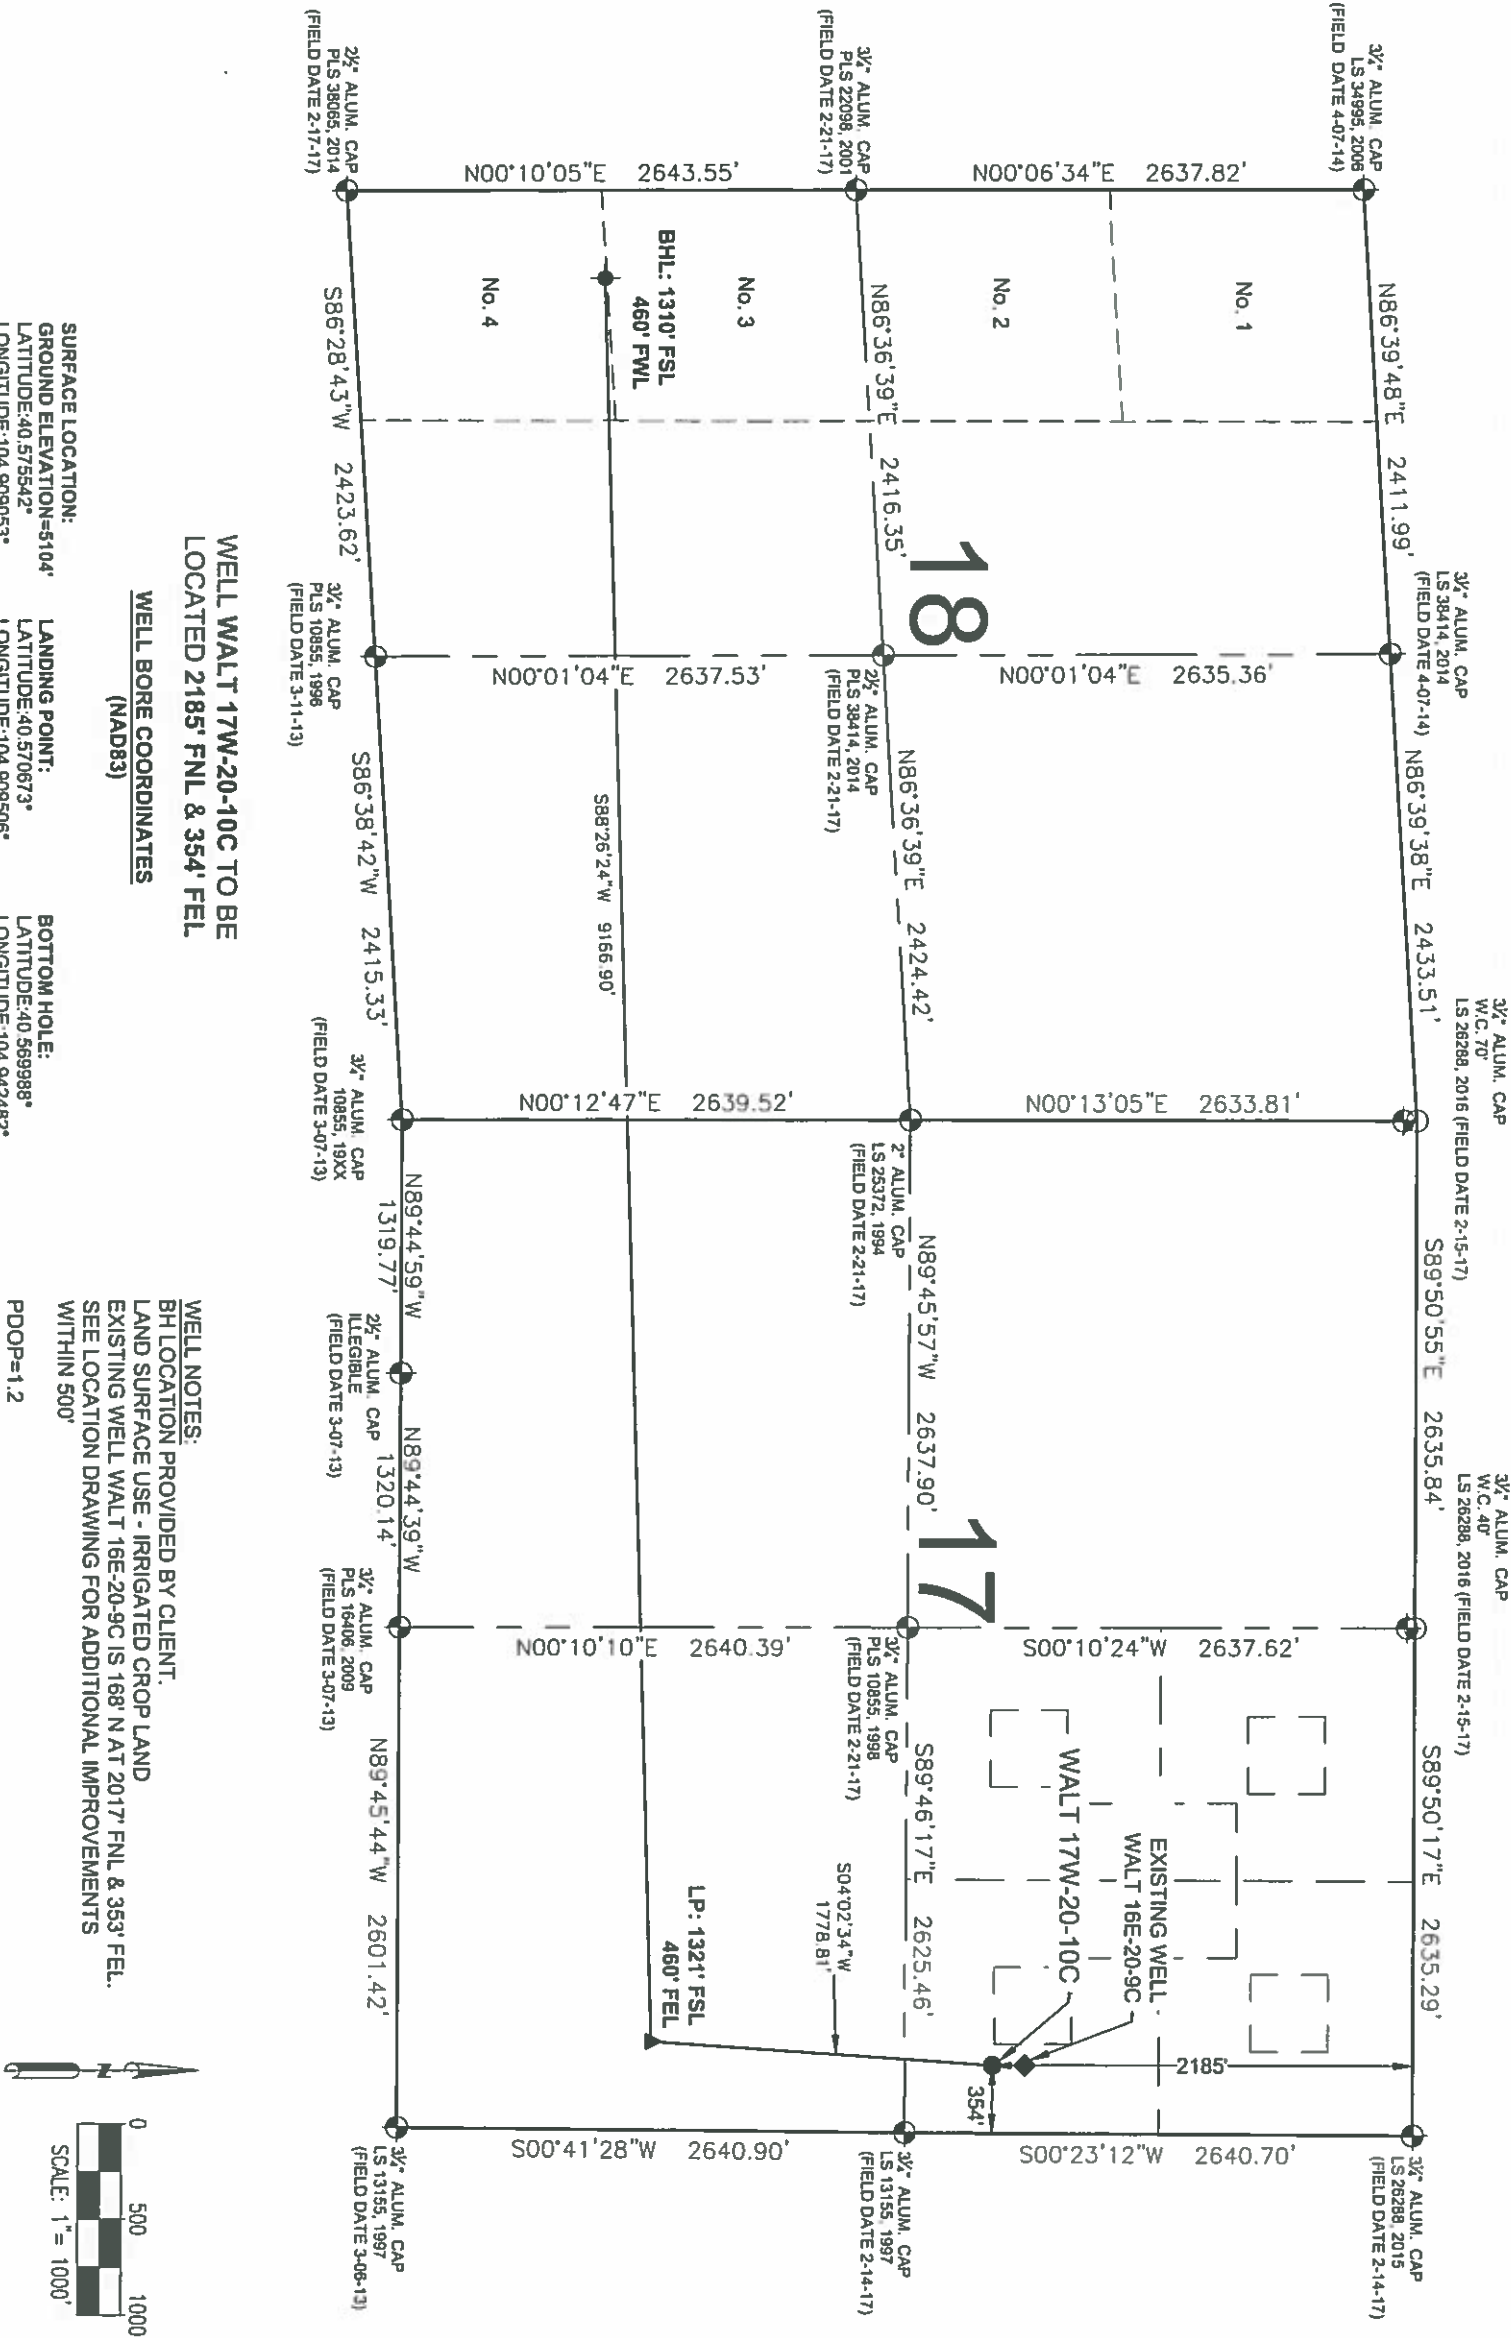 3¼" ALUM. CAP
LS 34995, 2006
(FIELD DATE 4-07-14)
N86°39'48"E 2411.99'
3¼" ALUM. CAP
LS 38414, 2014
(FIELD DATE 4-07-14)
N86°39'38"E 2433.51'
3¼" ALUM. CAP
W.C. 70'
LS 26288, 2016 (FIELD DATE 2-15-17)
S89°50'55"E 2635.84'
3¼" ALUM. CAP
W.C. 40'
LS 26288, 2016 (FIELD DATE 2-15-17)
S89°50'17"E 2635.29'
3¼" ALUM. CAP
LS 26288, 2015
(FIELD DATE 2-14-17)
N00°06'34"E 2637.82'
No. 1
No. 2
N00°01'04"E 2635.36'
N00°13'05"E 2633.81'
S00°10'24"W 2637.62'
EXISTING WELL
WALT 16E-20-9C
WALT 17W-20-10C
2185'
354'
S00°23'12"W 2640.70'
3¼" ALUM. CAP
PLS 22098, 2001
(FIELD DATE 2-21-17)
N86°36'39"E 2416.35'
18
2½" ALUM. CAP
PLS 38414, 2014
(FIELD DATE 2-21-17)
N86°36'39"E 2424.42'
2" ALUM. CAP
LS 25372, 1994
(FIELD DATE 2-21-17)
N89°45'57"W 2637.90'
17
3¼" ALUM. CAP
PLS 10855, 1998
(FIELD DATE 2-21-17)
S89°46'17"E 2625.46'
3¼" ALUM. CAP
LS 13155, 1997
(FIELD DATE 2-14-17)
S04°02'34"W
1778.81'
N00°10'05"E 2643.55'
No. 3
BHL: 1310' FSL
460' FWL
No. 4
N00°01'04"E 2637.53'
S88°26'24"W 9166.90'
N00°12'47"E 2639.52'
N00°10'10"E 2640.39'
LP: 1321' FSL
460' FEL
S00°41'28"W 2640.90'
2½" ALUM. CAP
PLS 38065, 2014
(FIELD DATE 2-17-17)
S86°28'43"W 2423.62'
3¼" ALUM. CAP
PLS 10855, 1996
(FIELD DATE 3-11-13)
S86°38'42"W 2415.33'
3¼" ALUM. CAP
10855, 19XX
(FIELD DATE 3-07-13)
N89°44'59"W
1319.77'
2½" ALUM. CAP
ILLEGIBLE
(FIELD DATE 3-07-13)
N89°44'39"W
1320.14'
3¼" ALUM. CAP
PLS 16406, 2009
(FIELD DATE 3-07-13)
N89°45'44"W 2601.42'
3¼" ALUM. CAP
LS 13155, 1997
(FIELD DATE 3-06-13)
WELL WALT 17W-20-10C TO BE
LOCATED 2185' FNL & 354' FEL
WELL BORE COORDINATES
(NAD83)
SURFACE LOCATION:
GROUND ELEVATION=5104'
LATITUDE:40.575542°
LONGITUDE:104.909053°
LANDING POINT:
LATITUDE:40.570673°
LONGITUDE:104.909506°
BOTTOM HOLE:
LATITUDE:40.569988°
LONGITUDE:104.942482°
WELL NOTES:
BH LOCATION PROVIDED BY CLIENT.
LAND SURFACE USE - IRRIGATED CROP LAND
EXISTING WELL WALT 16E-20-9C IS 168' N AT 2017' FNL & 353' FEL.
SEE LOCATION DRAWING FOR ADDITIONAL IMPROVEMENTS
WITHIN 500'
PDOP=1.2
N
0 500 1000
SCALE: 1"= 1000'